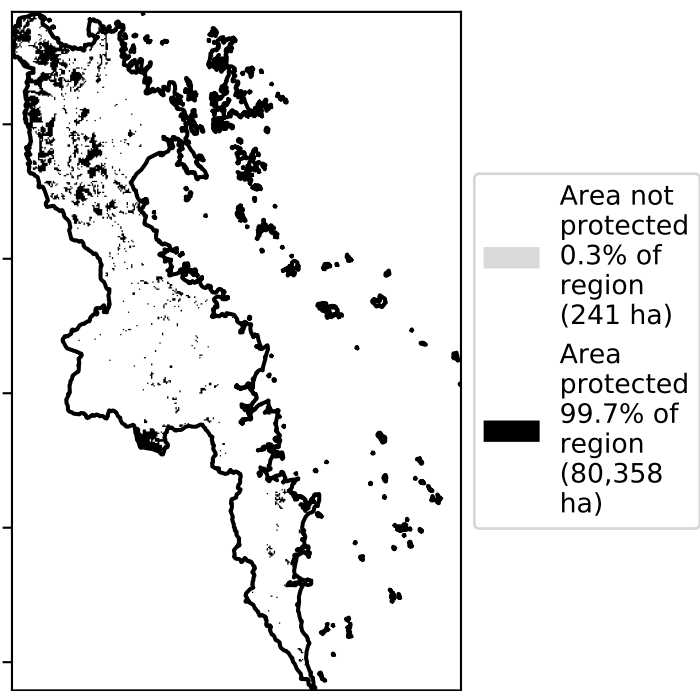 Area not
protected
0.3% of
region
(241 ha)
Area
protected
99.7% of
region
(80,358
ha)